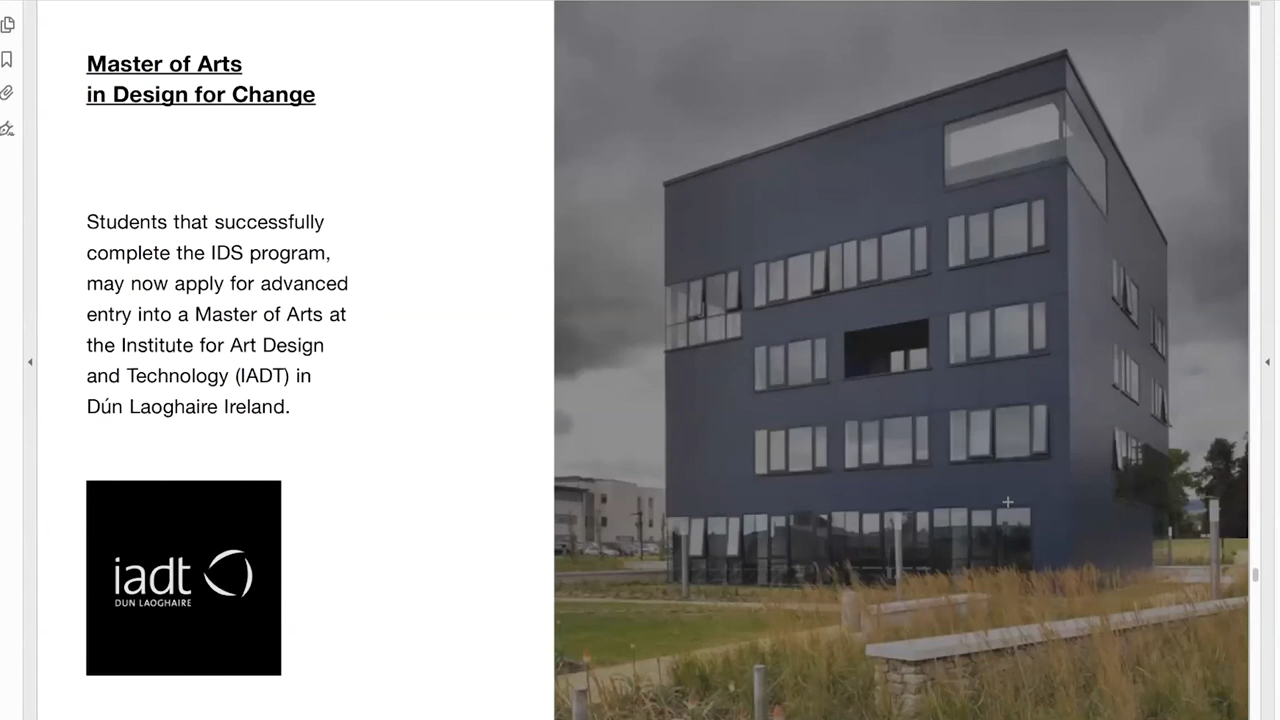 Master of Arts
in Design for Change
Students that successfully
complete the IDS program,
may now apply for advanced
entry into a Master of Arts at
the Institute for Art Design
and Technology (IADT) in
Dún Laoghaire Ireland.
iadt
DUN LAOGHAIRE